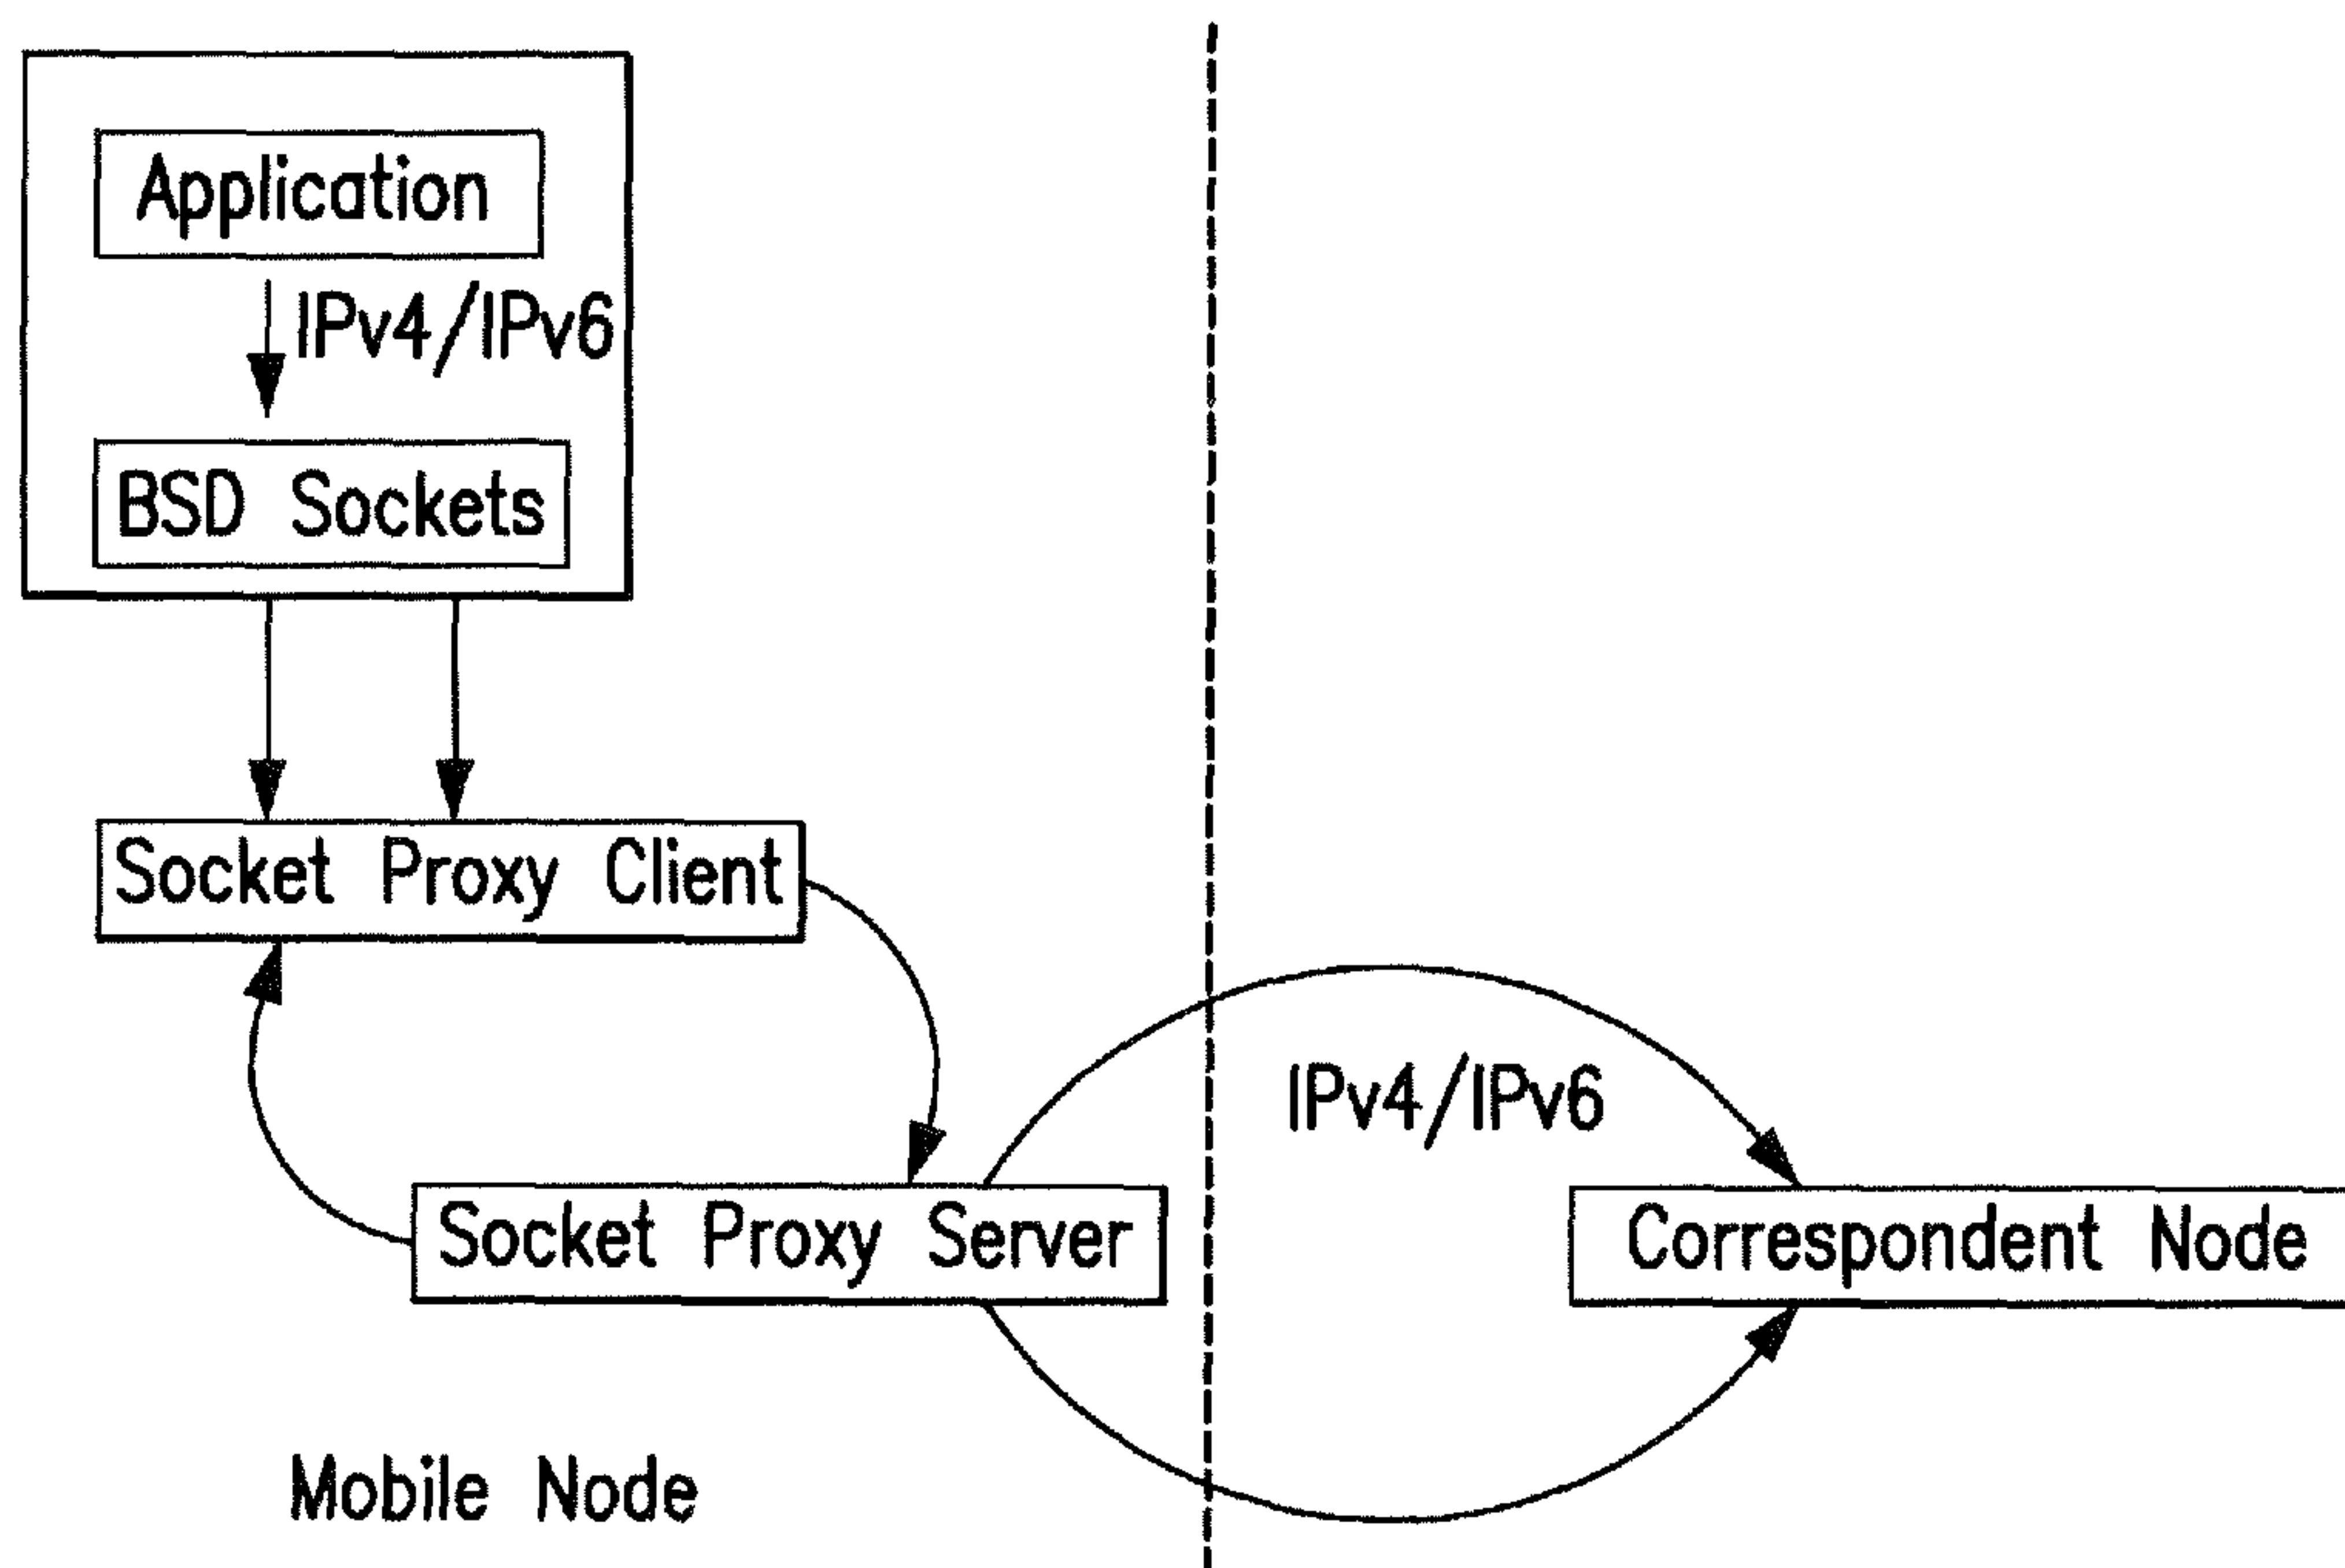 Application
IPv4/IPv6
BSD Sockets
Socket Proxy Client
IPv4/IPv6
Socket Proxy Server
Correspondent Node
Mobile Node